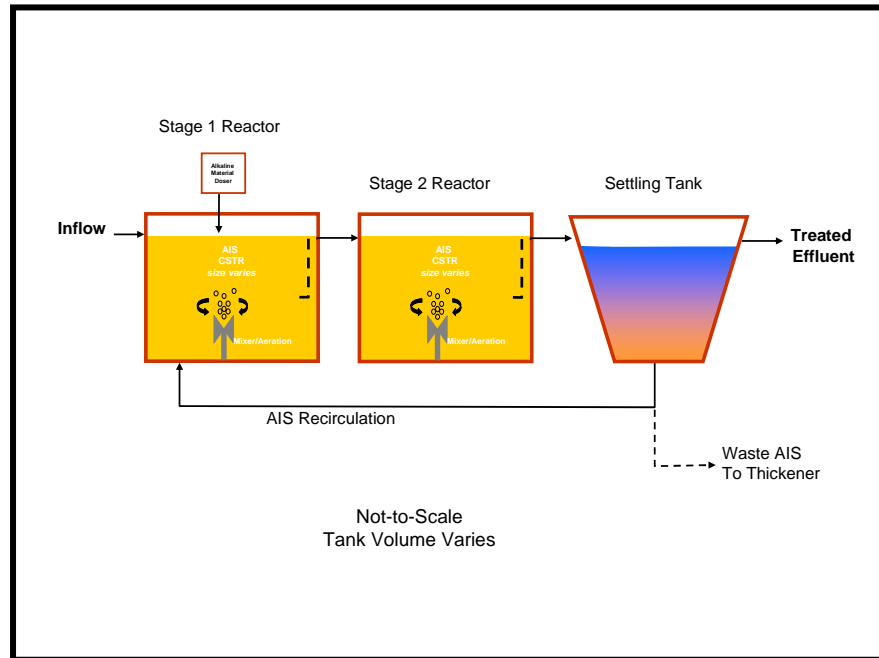 Stage 1 Reactor
Alkaline
Material
Doser
Stage 2 Reactor
Settling Tank
Inflow
AIS
CSTR
size varies
Mixer/Aeration
AIS
CSTR
size varies
Mixer/Aeration
Treated
Effluent
AIS Recirculation
Waste AIS
To Thickener
Not-to-Scale
Tank Volume Varies